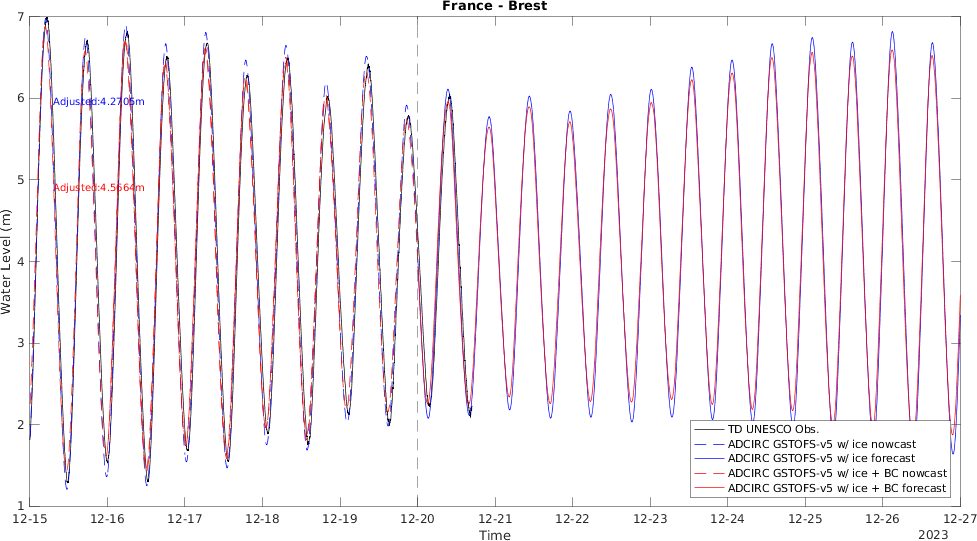 France - Brest
7
6
5
4
3
2
1
Water Level (m)
Adjusted:4.2705m
Adjusted:4.5664m
TD UNESCO Obs.
ADCIRC GSTOFS-v5 w/ ice nowcast
ADCIRC GSTOFS-v5 w/ ice forecast
ADCIRC GSTOFS-v5 w/ ice + BC nowcast
ADCIRC GSTOFS-v5 w/ ice + BC forecast
12-15 12-16 12-17 12-18 12-19 12-20 12-21 12-22 12-23 12-24 12-25 12-26 12-27
Time
2023